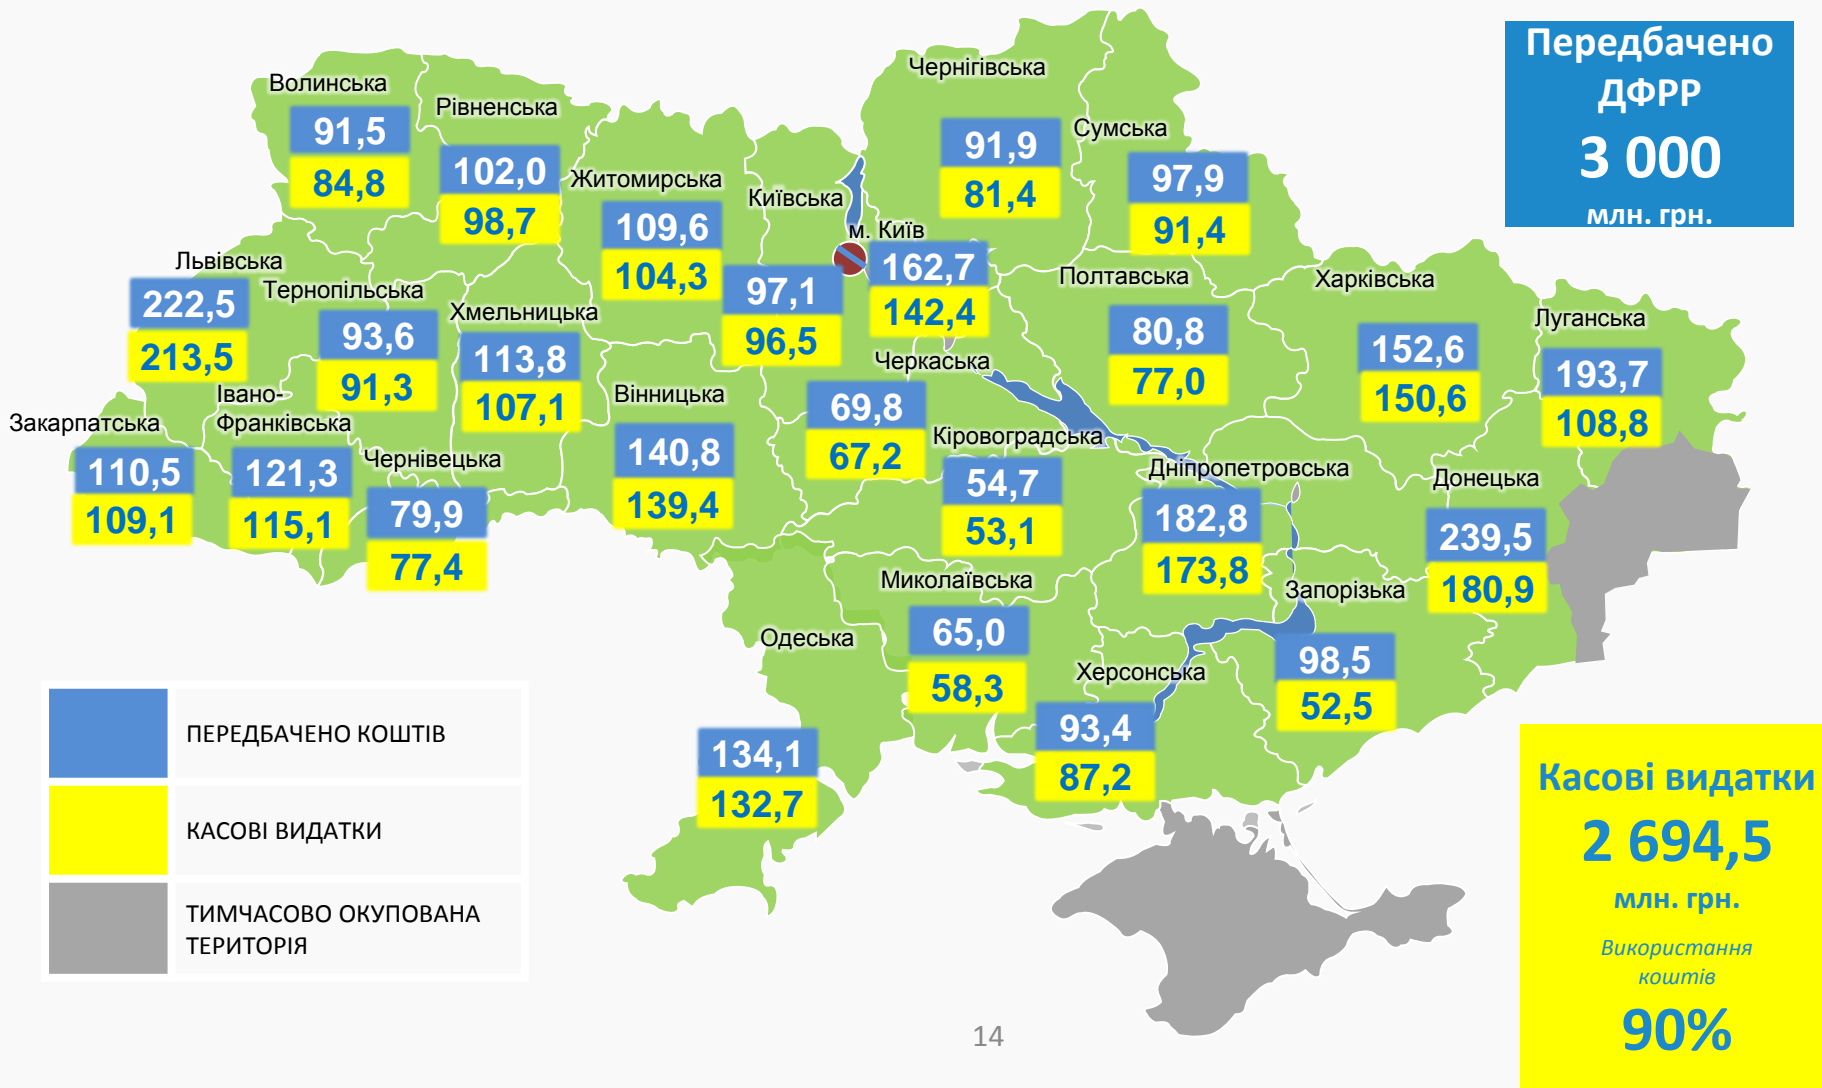 Передбачено
ДФРР
3 000
млн. грн.
Волинська
91,5
84,8
Рівненська
102,0
98,7
Житомирська
109,6
104,3
Київська
97,1
96,5
м. Київ
162,7
142,4
Чернігівська
91,9
81,4
Сумська
97,9
91,4
Львівська
222,5
213,5
Тернопільська
93,6
91,3
Хмельницька
113,8
107,1
Полтавська
80,8
77,0
Харківська
152,6
150,6
Луганська
193,7
108,8
Закарпатська
110,5
109,1
Івано-
Франківська
121,3
115,1
Чернівецька
79,9
77,4
Вінницька
140,8
139,4
Черкаська
69,8
67,2
Кіровоградська
54,7
53,1
Дніпропетровська
182,8
173,8
Донецька
239,5
180,9
Миколаївська
65,0
58,3
Запорізька
98,5
52,5
Одеська
134,1
132,7
Херсонська
93,4
87,2
ПЕРЕДБАЧЕНО КОШТІВ
КАСОВІ ВИДАТКИ
ТИМЧАСОВО ОКУПОВАНА
ТЕРИТОРІЯ
Касові видатки
2 694,5
млн. грн.
Використання
коштів
90%
14